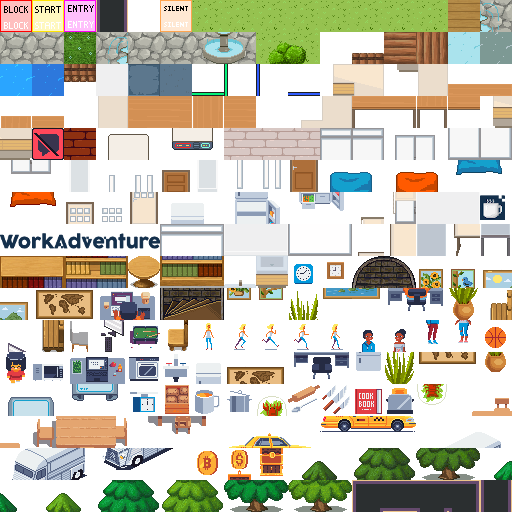 BLOCK START ENTRY SILENT
BLOCK START ENTRY SILENT
WorkAdventure
COOK
BOOK